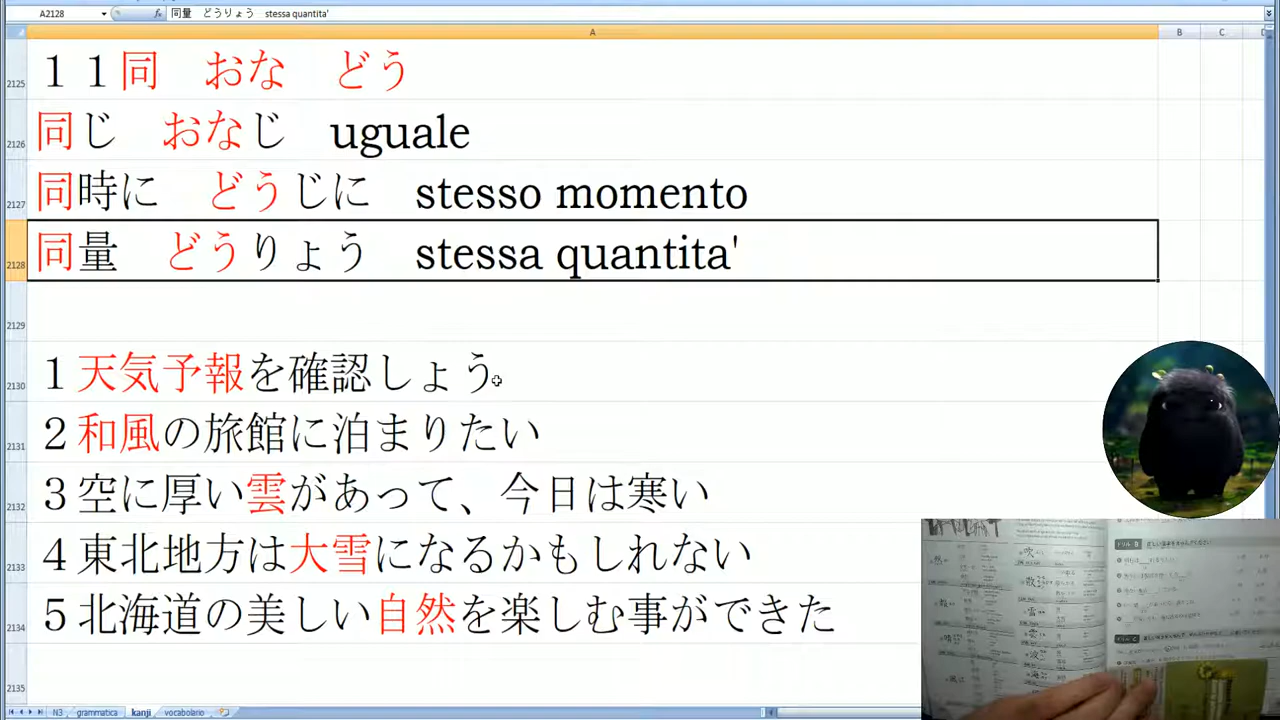 A2128 fx 同量　どうりょう　stessa quantita'
A B C
2125 １１同　おな　どう
2126 同じ　おなじ　uguale
2127 同時に　どうじに　stesso momento
2128 同量　どうりょう　stessa quantita'
2129
2130 １天気予報を確認しょう
2131 ２和風の旅館に泊まりたい
2132 ３空に厚い雲があって、今日は寒い
2133 ４東北地方は大雪になるかもしれない
2134 ５北海道の美しい自然を楽しむ事ができた
2135
N3 grammatica kanji vocabolario